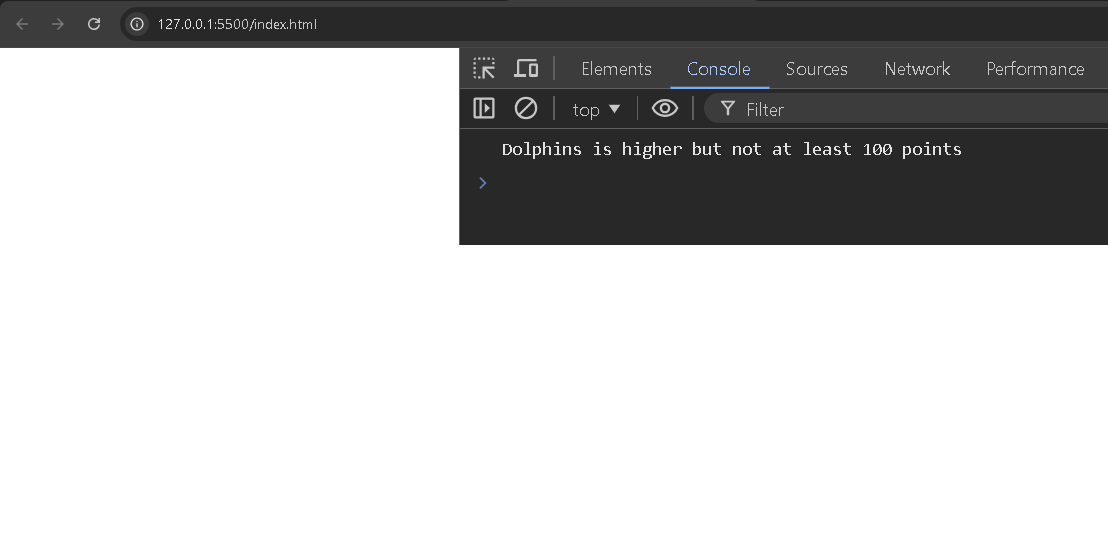 127.0.0.1:5500/index.html
Elements Console Sources Network Performance
top Filter
Dolphins is higher but not at least 100 points